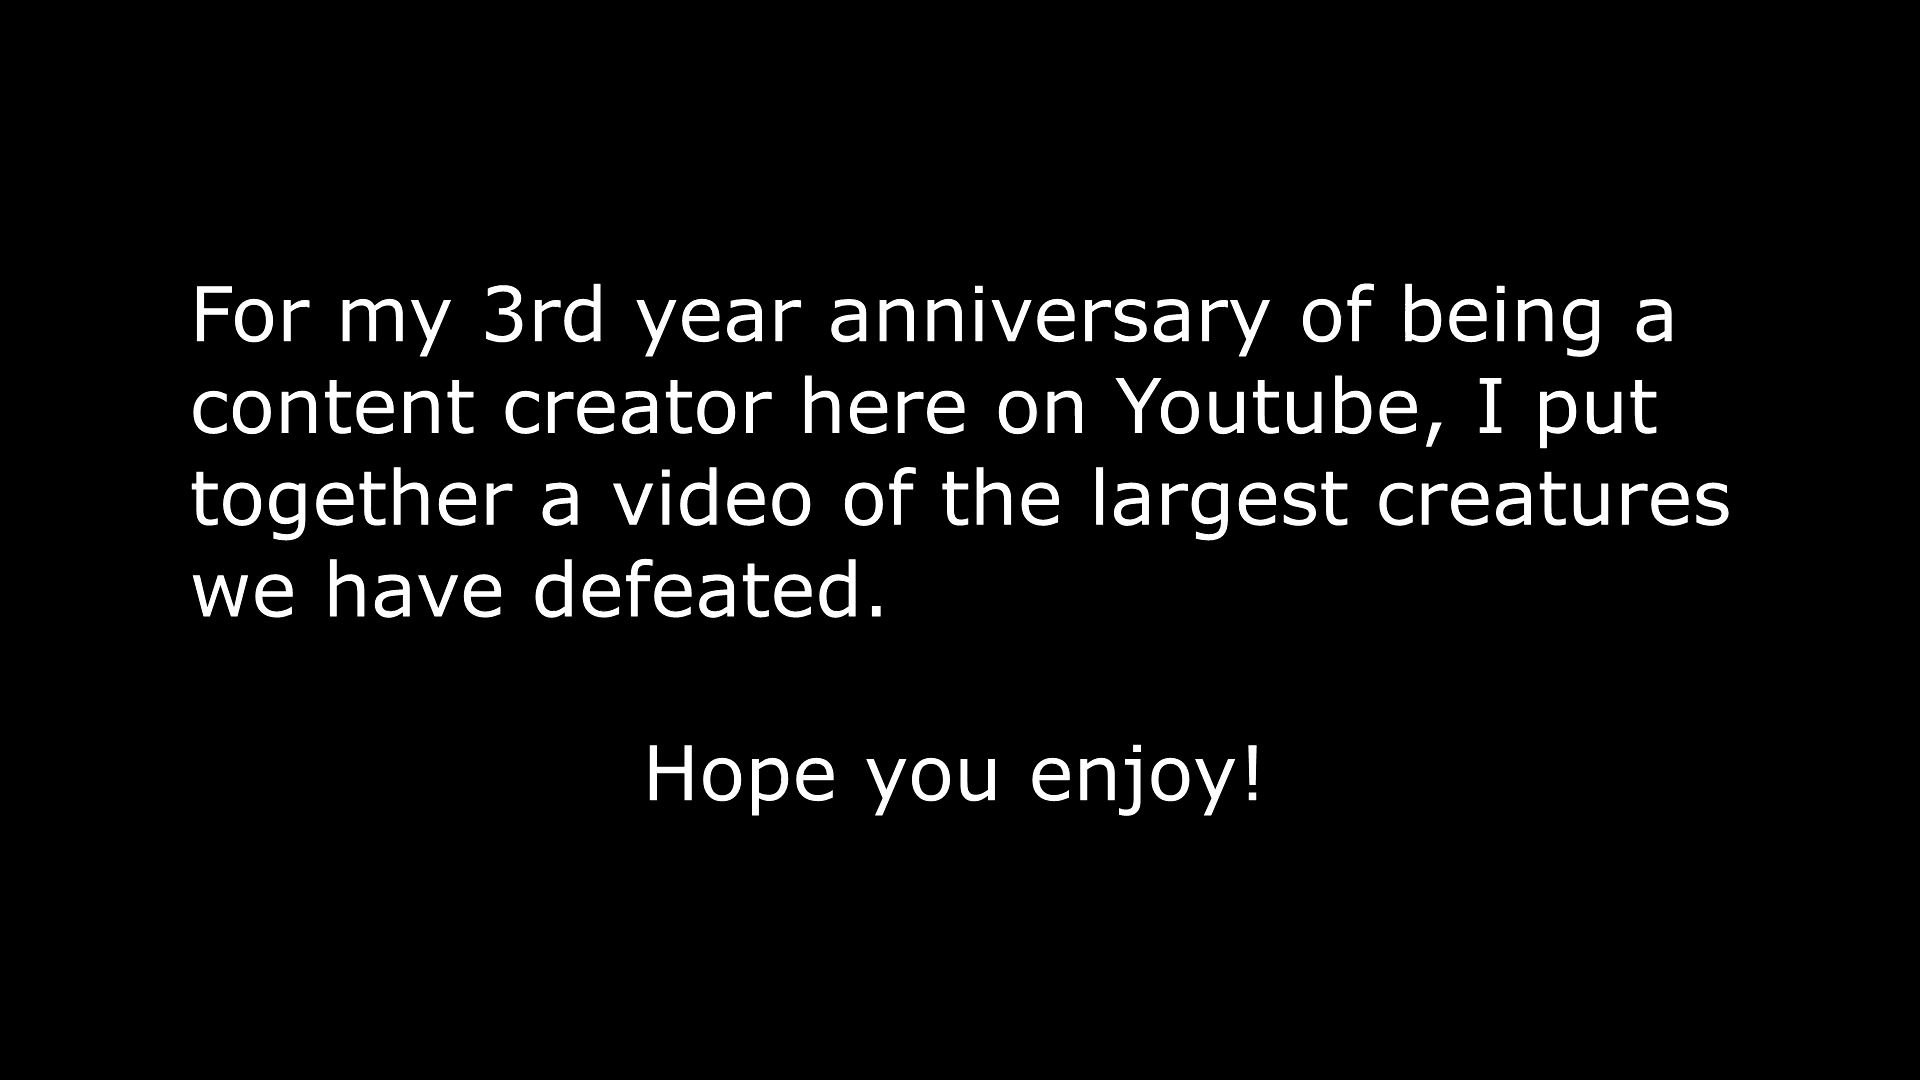 For my 3rd year anniversary of being a
content creator here on Youtube, I put
together a video of the largest creatures
we have defeated.
Hope you enjoy!